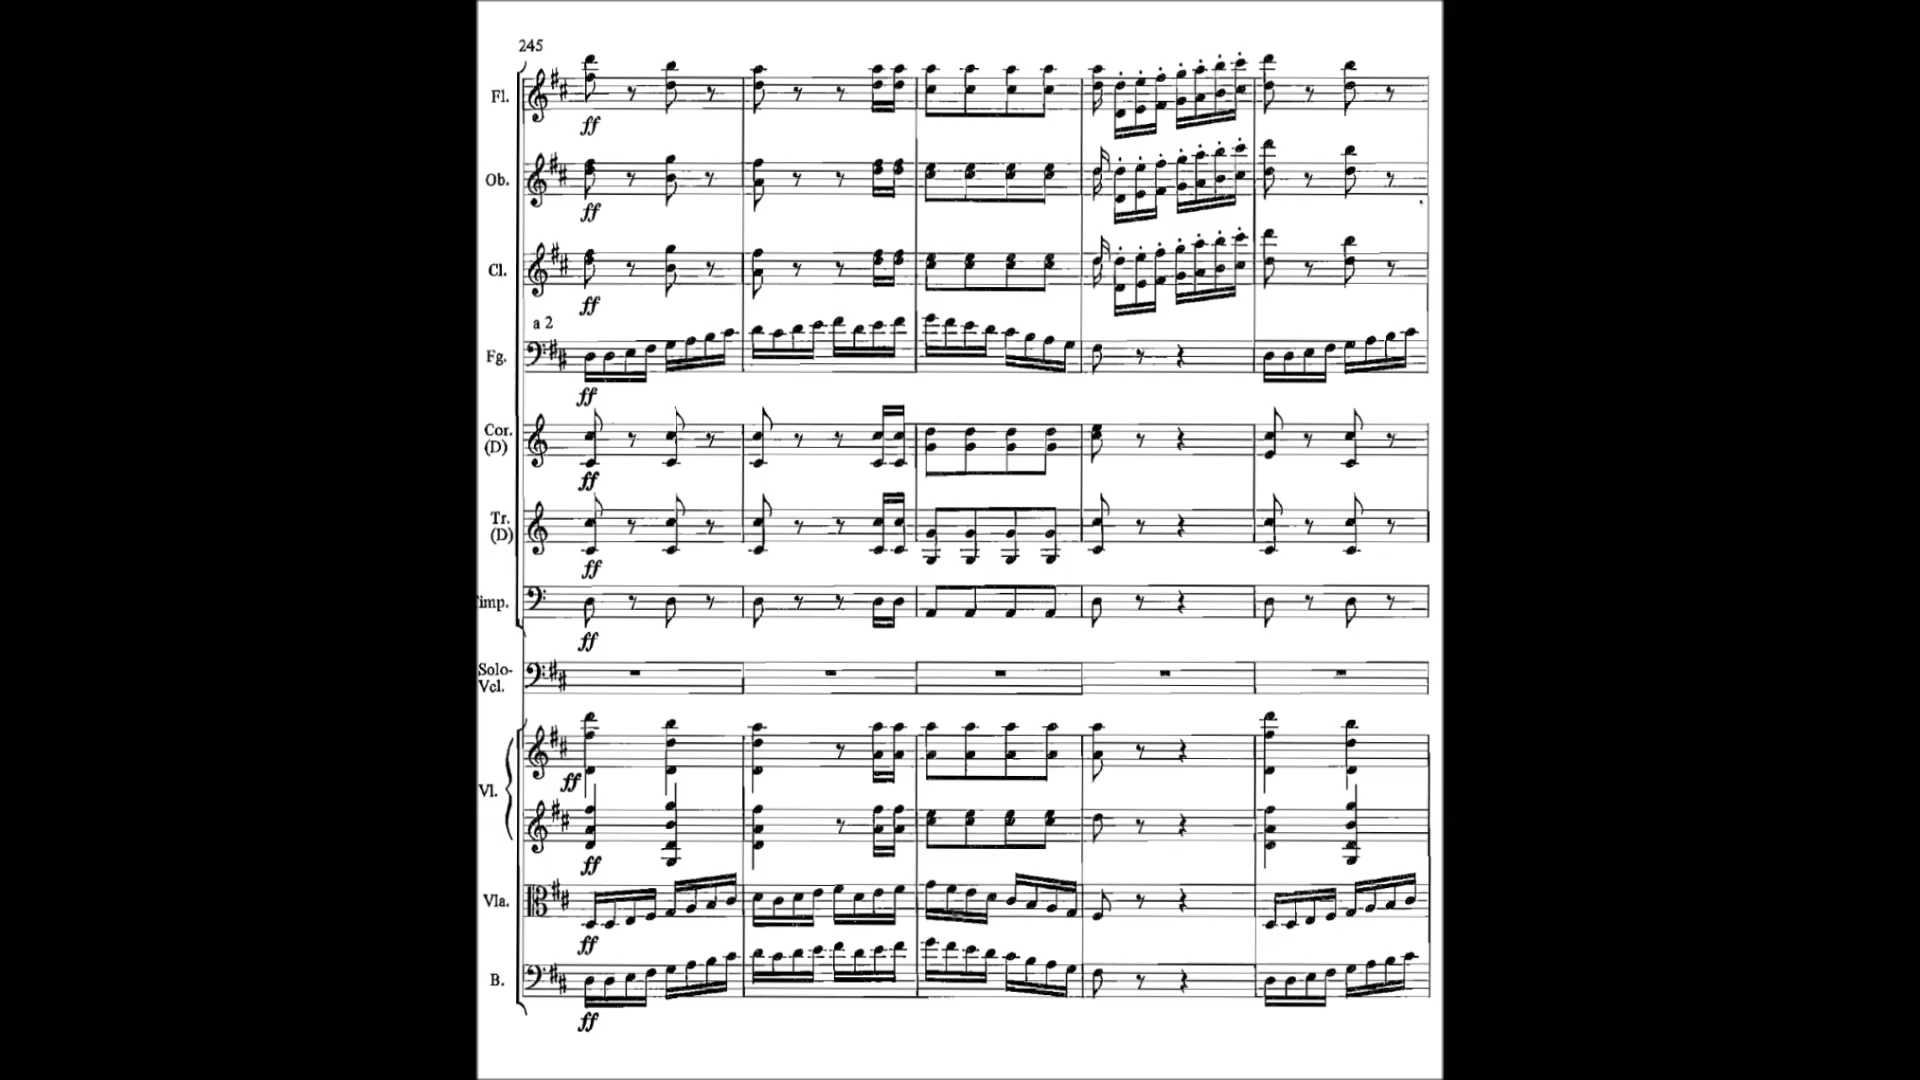 245
Fl.
ff
Ob.
ff
Cl.
ff
a 2
Fg.
ff
Cor.
(D)
ff
Tr.
(D)
ff
imp.
ff
Solo-
Vcl.
ff
Vl.
ff
Vla.
ff
B.
ff